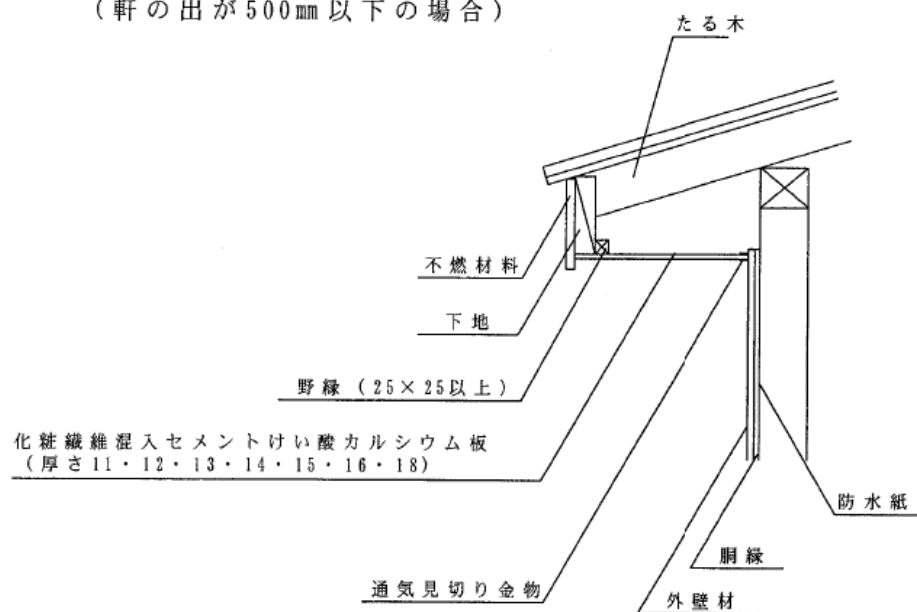 (軒の出が500mm以下の場合)
たる木
不燃材料
下地
野縁(25×25以上)
化粧繊維混入セメントけい酸カルシウム板
(厚さ11・12・13・14・15・16・18)
防水紙
胴縁
通気見切り金物
外壁材